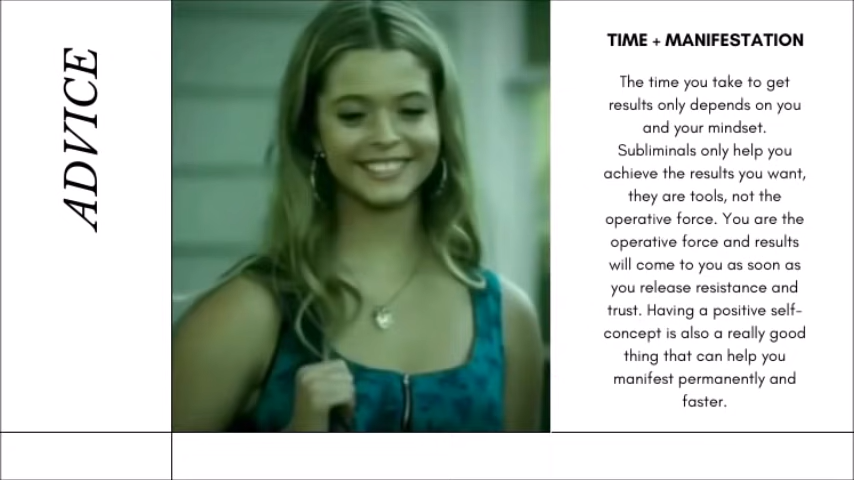 ADVICE
TIME + MANIFESTATION
The time you take to get
results only depends on you
and your mindset.
Subliminals only help you
achieve the results you want,
they are tools, not the
operative force. You are the
operative force and results
will come to you as soon as
you release resistance and
trust. Having a positive self-
concept is also a really good
thing that can help you
manifest permanently and
faster.